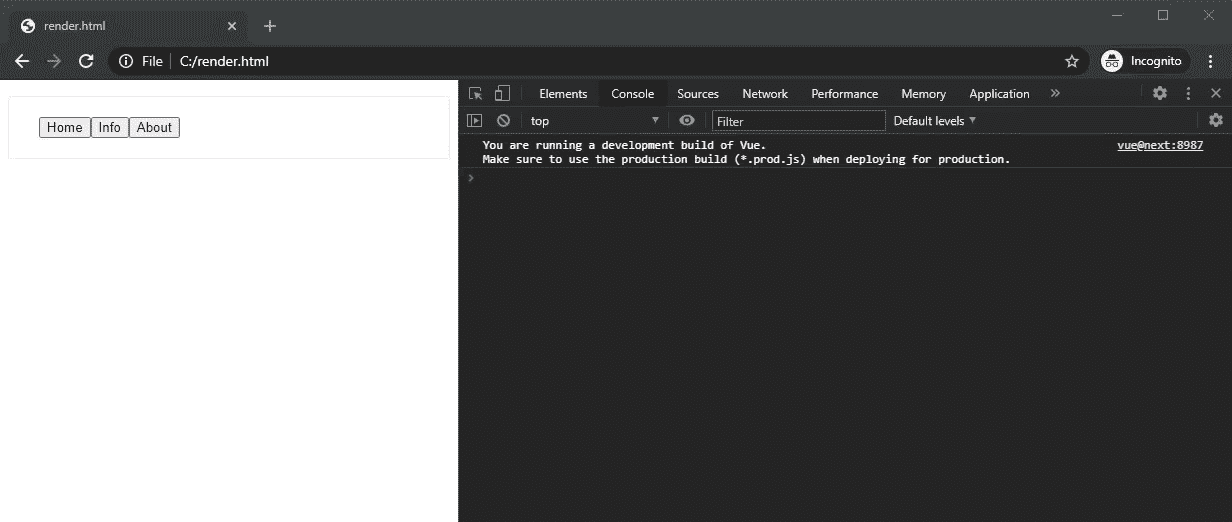 render.html
File C:/render.html Incognito
Home Info About
Elements Console Sources Network Performance Memory Application
top Filter Default levels
You are running a development build of Vue. vue@next:8987
Make sure to use the production build (*.prod.js) when deploying for production.